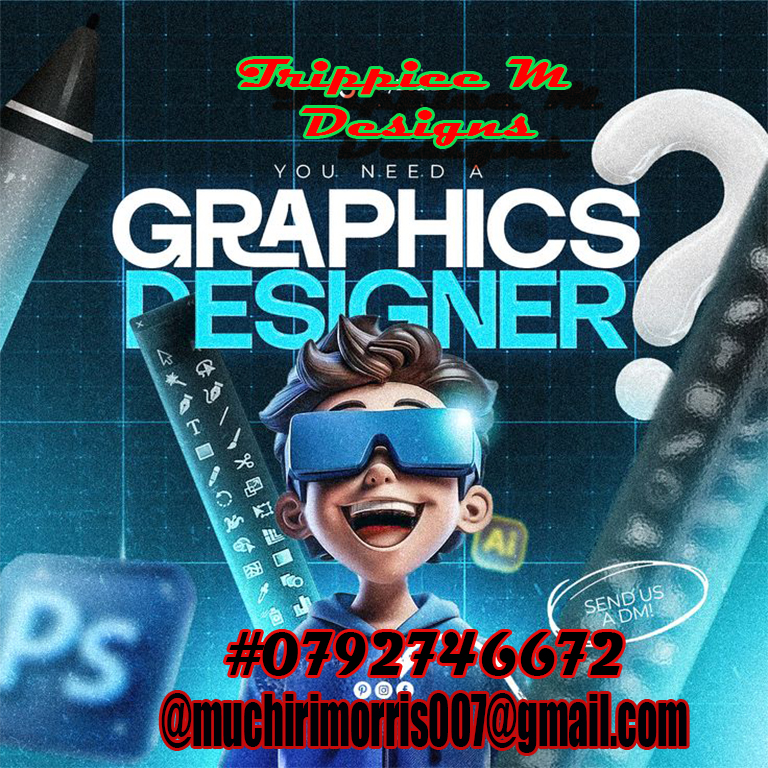 Trippiee M
Designs
YOU NEED A
GRAPHICS
DESIGNER
?
T
Ai
Ps
SEND US
A DM!
#0792746672
@muchirimorris007@gmail.com